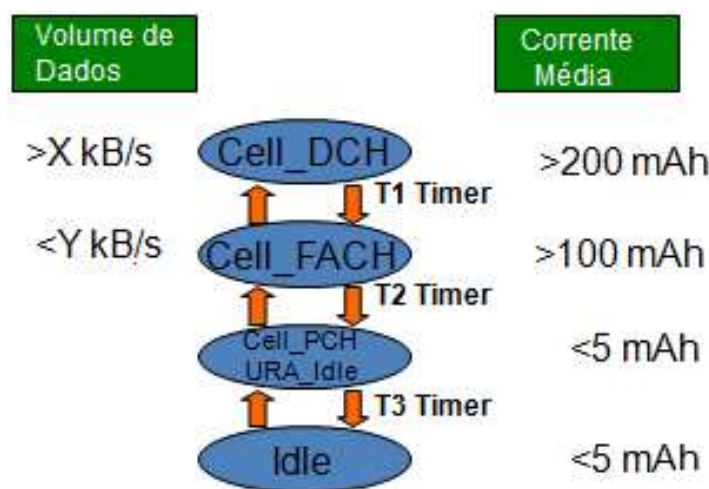 Volume de
Dados
Corrente
Média
>X kB/s
Cell_DCH
>200 mAh
T1 Timer
<Y kB/s
Cell_FACH
>100 mAh
T2 Timer
Cell_PCH
URA_Idle
<5 mAh
T3 Timer
Idle
<5 mAh